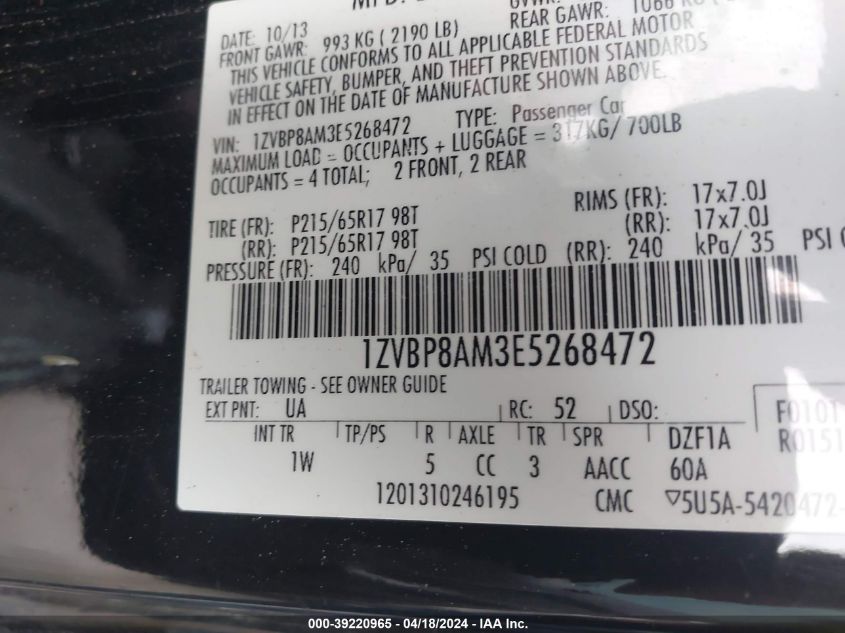 MFD.
DATE: 10/13
FRONT GAWR: 993 KG ( 2190 LB) REAR GAWR:
THIS VEHICLE CONFORMS TO ALL APPLICABLE FEDERAL MOTOR
VEHICLE SAFETY, BUMPER, AND THEFT PREVENTION STANDARDS
IN EFFECT ON THE DATE OF MANUFACTURE SHOWN ABOVE.
VIN: 1ZVBP8AM3E5268472 TYPE: Passenger Car
MAXIMUM LOAD = OCCUPANTS + LUGGAGE = 317KG/ 700LB
OCCUPANTS = 4 TOTAL; 2 FRONT, 2 REAR
TIRE (FR): P215/65R17 98T RIMS (FR): 17x7.0J
(RR): P215/65R17 98T (RR): 17x7.0J
PRESSURE (FR): 240 kPa/ 35 PSI COLD (RR): 240 kPa/ 35 PSI
1ZVBP8AM3E5268472
TRAILER TOWING - SEE OWNER GUIDE
EXT PNT: UA RC: 52 DSO: F0101
INT TR TP/PS R AXLE TR SPR DZF1A R0151
1W 5 CC 3 AACC 60A
1201310246195 CMC 5U5A-5420472-
000-39220965 - 04/18/2024 - IAA Inc.